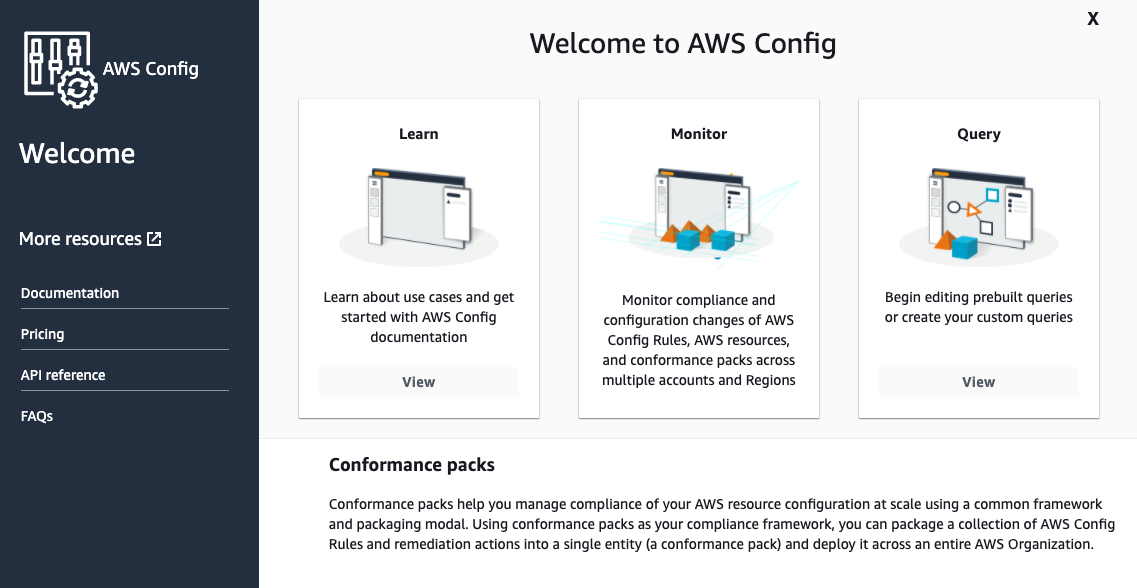 AWS Config
Welcome
More resources
Documentation
Pricing
API reference
FAQs
X
Welcome to AWS Config
Learn
Learn about use cases and get
started with AWS Config
documentation
View
Monitor
Monitor compliance and
configuration changes of AWS
Config Rules, AWS resources,
and conformance packs across
multiple accounts and Regions
Query
Begin editing prebuilt queries
or create your custom queries
View
Conformance packs
Conformance packs help you manage compliance of your AWS resource configuration at scale using a common framework
and packaging modal. Using conformance packs as your compliance framework, you can package a collection of AWS Config
Rules and remediation actions into a single entity (a conformance pack) and deploy it across an entire AWS Organization.